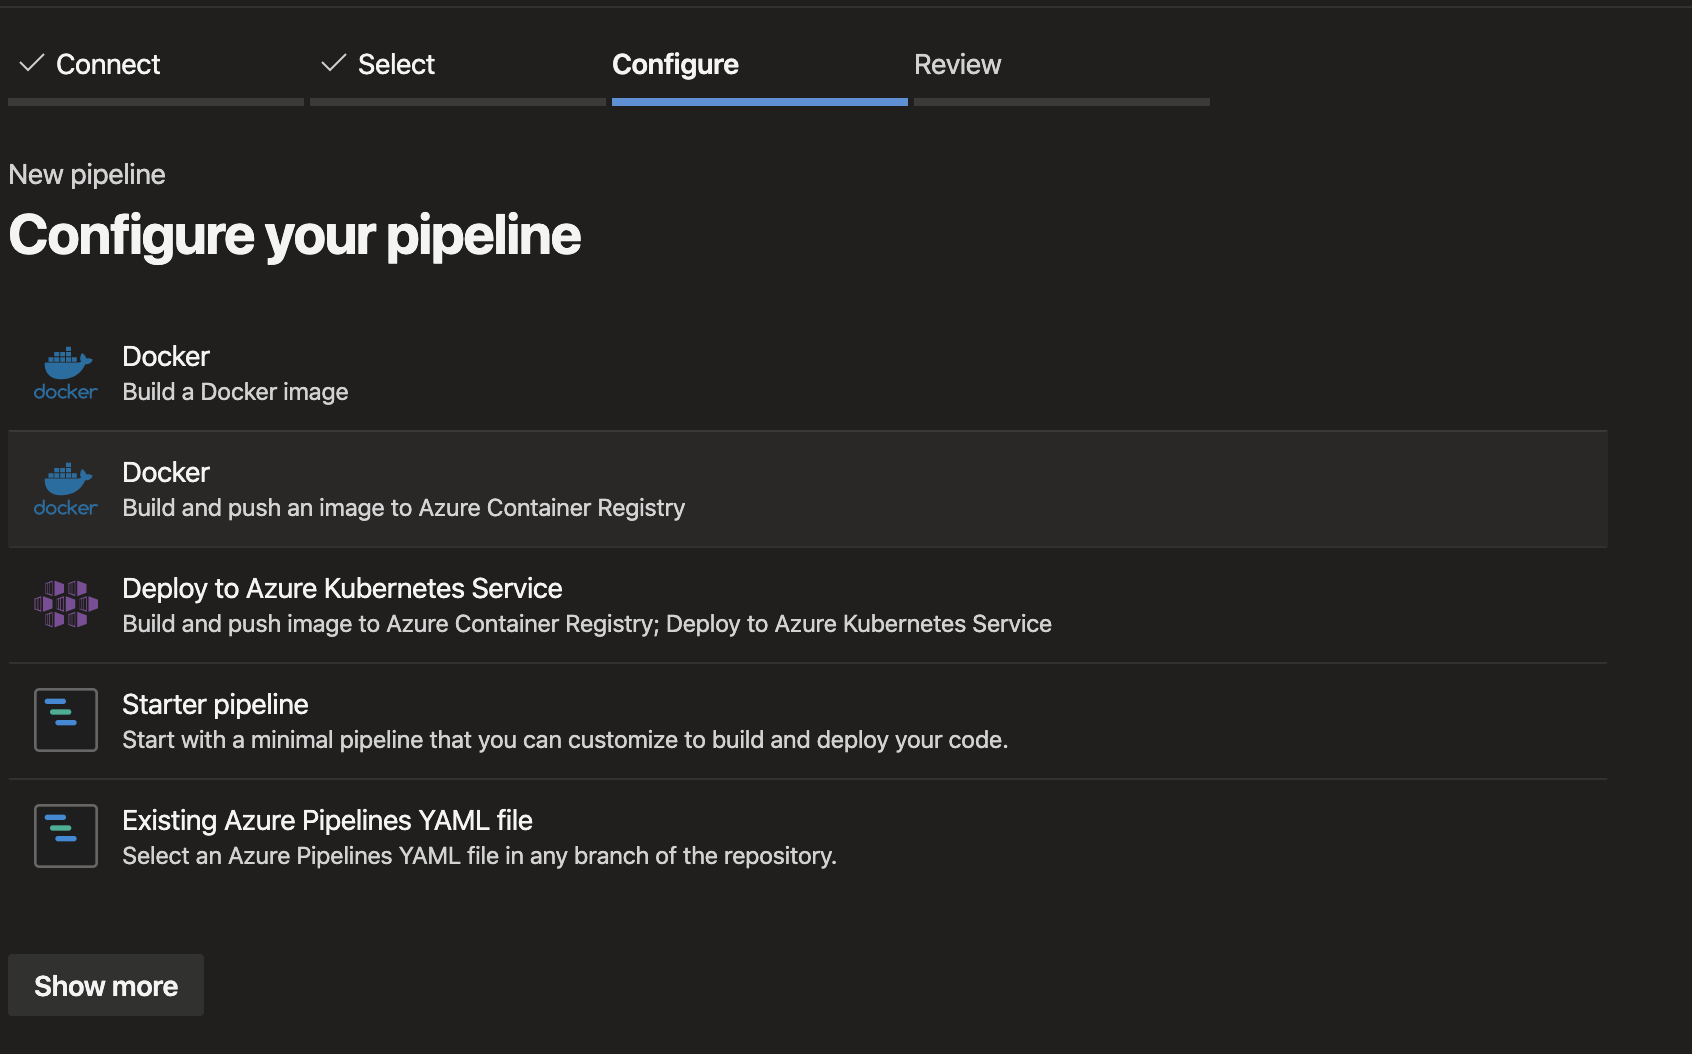 Connect
Select
Configure
Review
New pipeline
Configure your pipeline
docker
Docker
Build a Docker image
docker
Docker
Build and push an image to Azure Container Registry
Deploy to Azure Kubernetes Service
Build and push image to Azure Container Registry; Deploy to Azure Kubernetes Service
Starter pipeline
Start with a minimal pipeline that you can customize to build and deploy your code.
Existing Azure Pipelines YAML file
Select an Azure Pipelines YAML file in any branch of the repository.
Show more